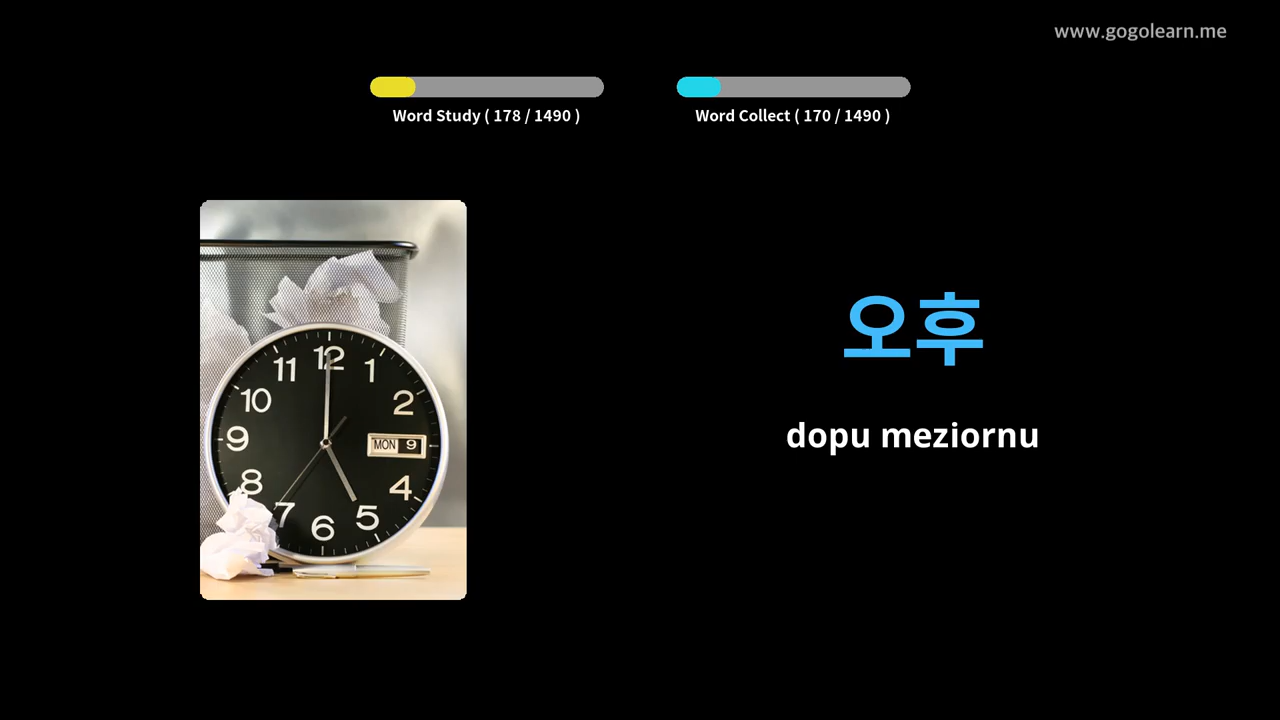 www.gogolearn.me
Word Study ( 178 / 1490 )
Word Collect ( 170 / 1490 )
12
11
1
10
2
9
MON 9
8
4
7
5
6
오후
dopu meziornu